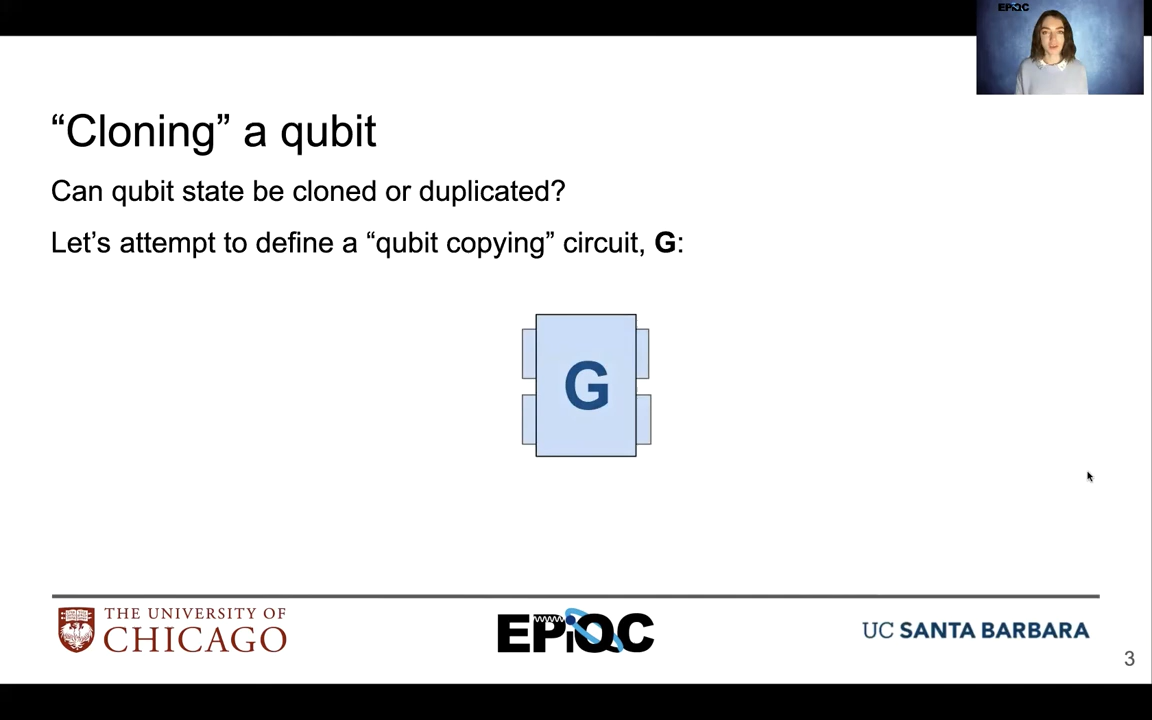 EPiQC
“Cloning” a qubit
Can qubit state be cloned or duplicated?
Let’s attempt to define a “qubit copying” circuit, G:
G
THE UNIVERSITY OF
CHICAGO
EPiQC
UC SANTA BARBARA
3